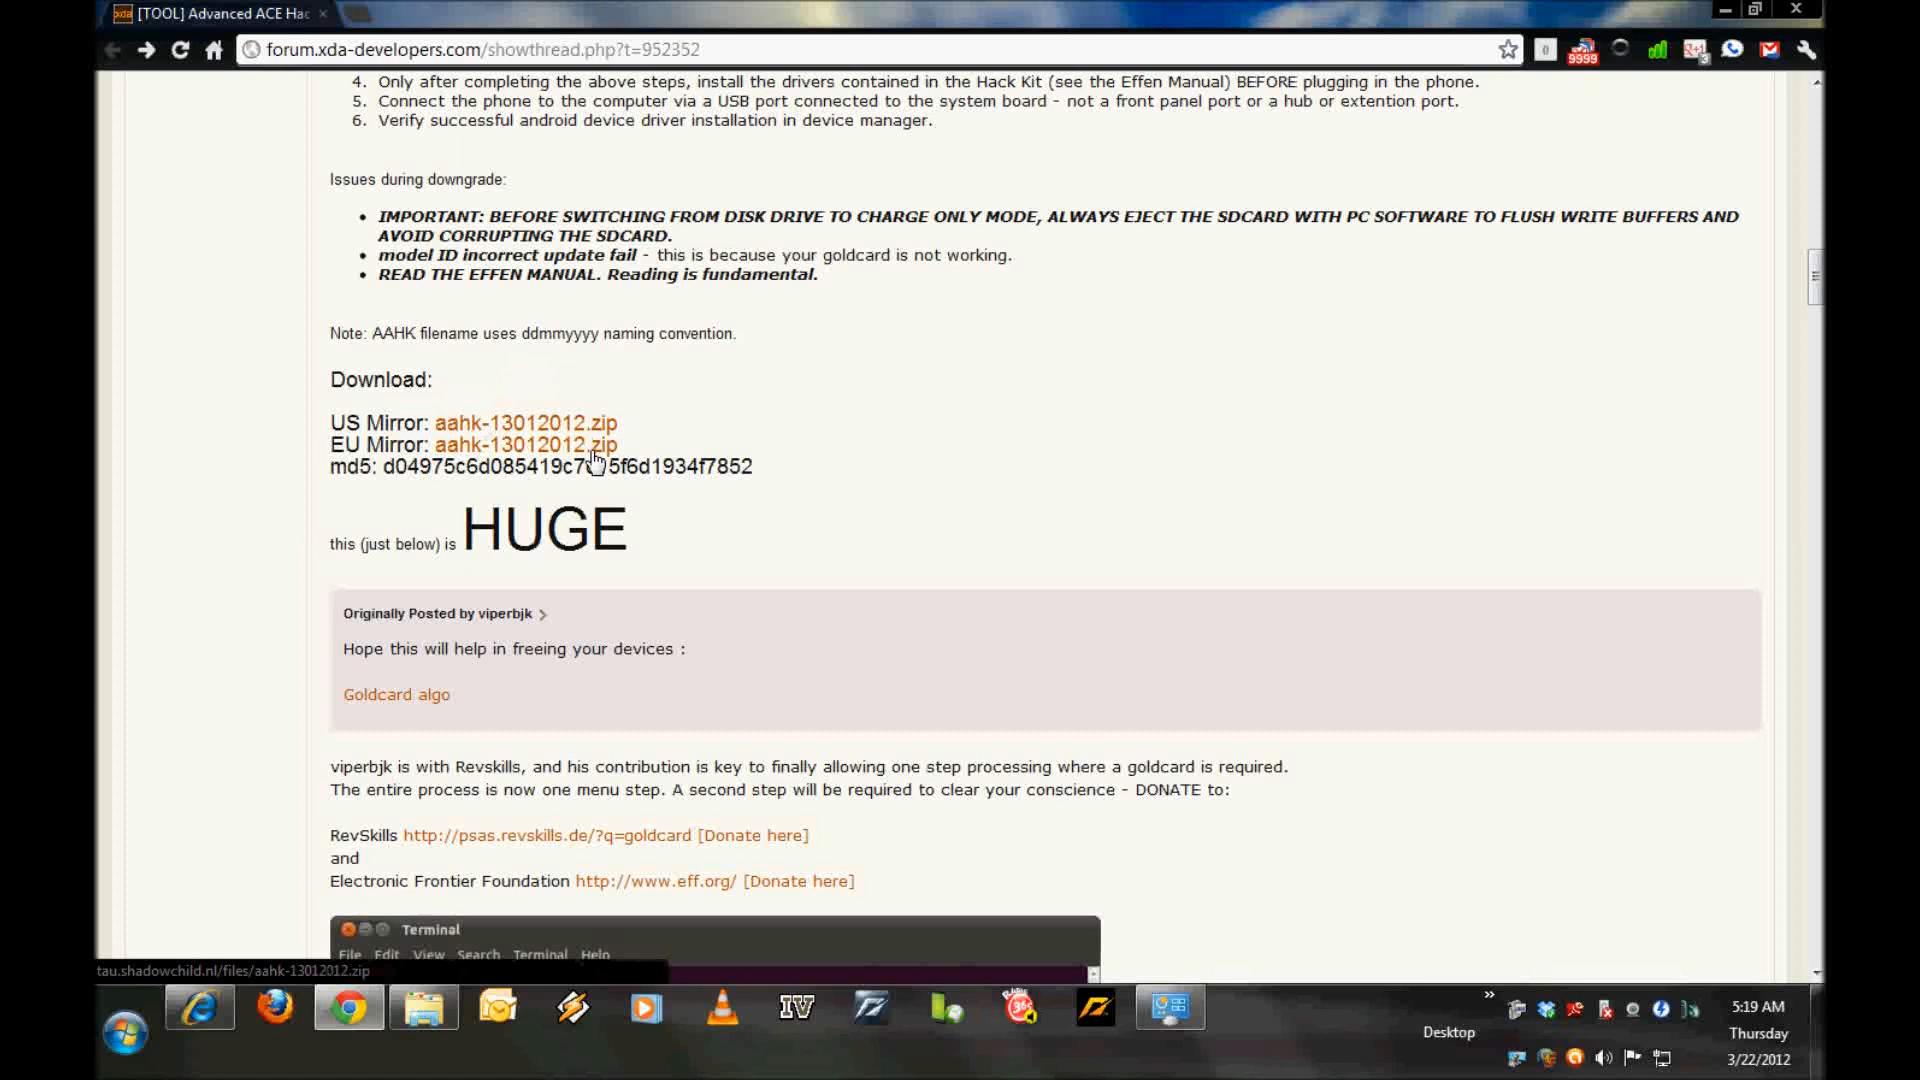 [TOOL] Advanced ACE Hac
forum.xda-developers.com/showthread.php?t=952352
9999
3
4. Only after completing the above steps, install the drivers contained in the Hack Kit (see the Effen Manual) BEFORE plugging in the phone.
5. Connect the phone to the computer via a USB port connected to the system board - not a front panel port or a hub or extention port.
6. Verify successful android device driver installation in device manager.
Issues during downgrade:
• IMPORTANT: BEFORE SWITCHING FROM DISK DRIVE TO CHARGE ONLY MODE, ALWAYS EJECT THE SDCARD WITH PC SOFTWARE TO FLUSH WRITE BUFFERS AND
AVOID CORRUPTING THE SDCARD.
• model ID incorrect update fail - this is because your goldcard is not working.
• READ THE EFFEN MANUAL. Reading is fundamental.
Note: AAHK filename uses ddmmyyyy naming convention.
Download:
US Mirror: aahk-13012012.zip
EU Mirror: aahk-13012012.zip
md5:
this (just below) is HUGE
Originally Posted by viperbjk
Hope this will help in freeing your devices :
Goldcard algo
viperbjk is with Revskills, and his contribution is key to finally allowing one step processing where a goldcard is required.
The entire process is now one menu step. A second step will be required to clear your conscience - DONATE to:
RevSkills http://psas.revskills.de/?q=goldcard [Donate here]
and
Electronic Frontier Foundation http://www.eff.org/ [Donate here]
Terminal
File Edit View Search Terminal Help
tau.shadowchild.nl/files/aahk-13012012.zip
IV
Desktop
5:19 AM
Thursday
3/22/2012